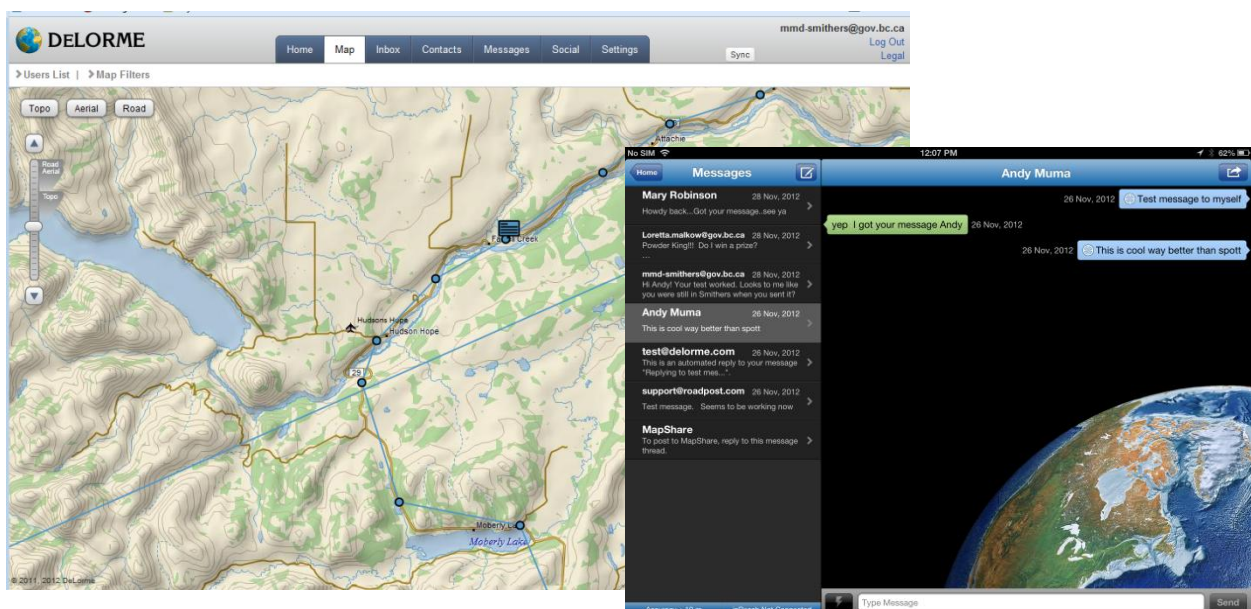 DELORME
Home Map Inbox Contacts Messages Social Settings
Sync
mmd-smithers@gov.bc.ca
Log Out
Legal
Users List | Map Filters
Topo Aerial Road
Road
Aerial
Topo
Attachie
Hudsons Hope
Hudson Hope
29
Moberly Lake
© 2011, 2012 DeLorme
No SIM 12:07 PM 62%
Home Messages
Mary Robinson 28 Nov, 2012
Howdy back...Got your message..see ya
Loretta.malkow@gov.bc.ca 28 Nov, 2012
Powder King!!! Do I win a prize?
...
mmd-smithers@gov.bc.ca 28 Nov, 2012
Hi Andy! Your test worked. Looks to me like
you were still in Smithers when you sent it?
Andy Muma 26 Nov, 2012
This is cool way better than spott
test@delorme.com 26 Nov, 2012
This is an automated reply to your message
"Replying to test mes...".
support@roadpost.com 26 Nov, 2012
Test message. Seems to be working now
MapShare
To post to MapShare, reply to this message
thread.
Andy Muma
26 Nov, 2012 Test message to myself
yep I got your message Andy 26 Nov, 2012
26 Nov, 2012 This is cool way better than spott
Type Message
Send